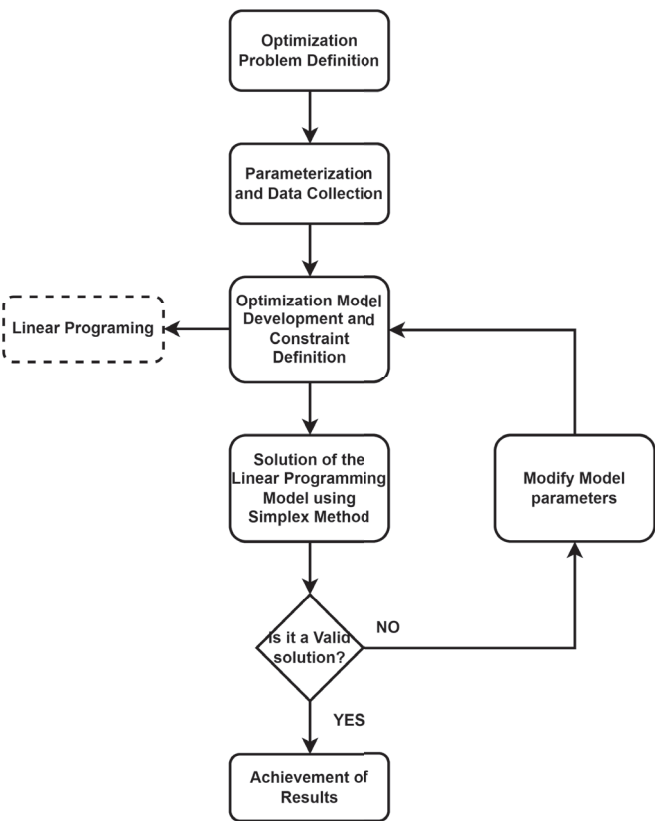 Optimization
Problem Definition
Parameterization
and Data Collection
Optimization Model
Development and
Constraint
Definition
Linear Programing
Solution of the
Linear Programming
Model using
Simplex Method
Modify Model
parameters
Is it a Valid
solution?
NO
YES
Achievement of
Results